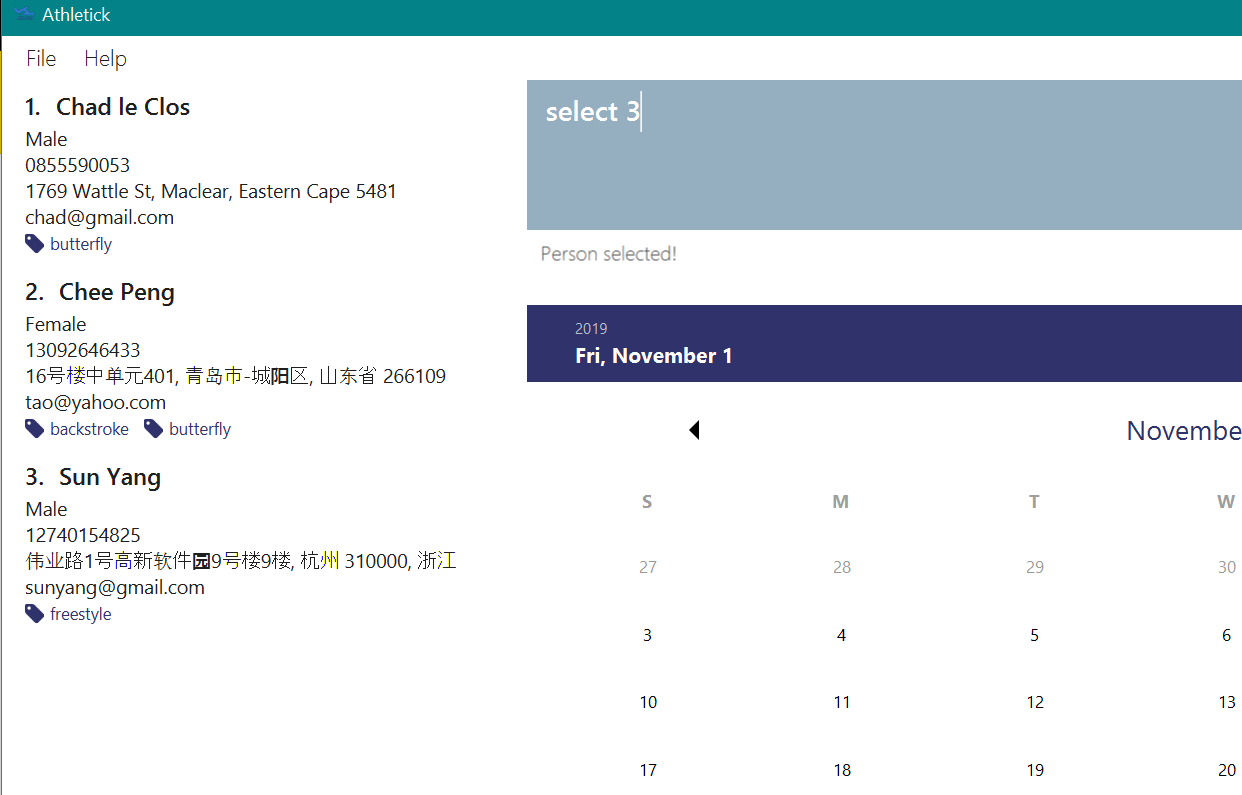 Athletick
File Help
1. Chad le Clos
Male
0855590053
1769 Wattle St, Maclear, Eastern Cape 5481
chad@gmail.com
butterfly
2. Chee Peng
Female
13092646433
16号楼中单元401, 青岛市-城阳区, 山东省 266109
tao@yahoo.com
backstroke butterfly
3. Sun Yang
Male
12740154825
伟业路1号高新软件园9号楼9楼, 杭州 310000, 浙江
sunyang@gmail.com
freestyle
select 3
Person selected!
2019
Fri, November 1
Novembe
S M T W
27 28 29 30
3 4 5 6
10 11 12 13
17 18 19 20